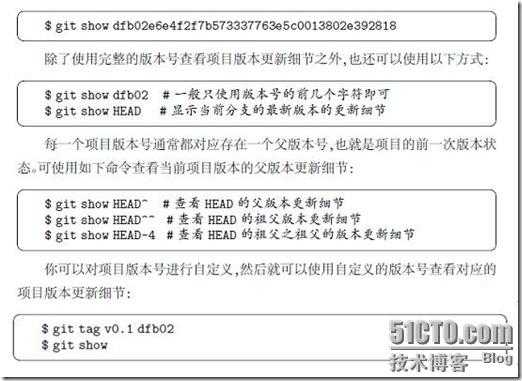 $ git show dfb02e6e4f2f7b573337763e5c0013802e392818
除了使用完整的版本号查看项目版本更新细节之外,也还可以使用以下方式:
$ git show dfb02 # 一般只使用版本号的前几个字符即可
$ git show HEAD # 显示当前分支的最新版本的更新细节
每一个项目版本号通常都对应存在一个父版本号,也就是项目的前一次版本状
态。可使用如下命令查看当前项目版本的父版本更新细节:
$ git show HEAD^ # 查看 HEAD 的父版本更新细节
$ git show HEAD^^ # 查看 HEAD 的祖父版本更新细节
$ git show HEAD~4 # 查看 HEAD 的祖父之祖父的版本更新细节
你可以对项目版本号进行自定义,然后就可以使用自定义的版本号查看对应的
项目版本更新细节:
$ git tag v0.1 dfb02
$ git show
51CTO.com
技术博客 Blog